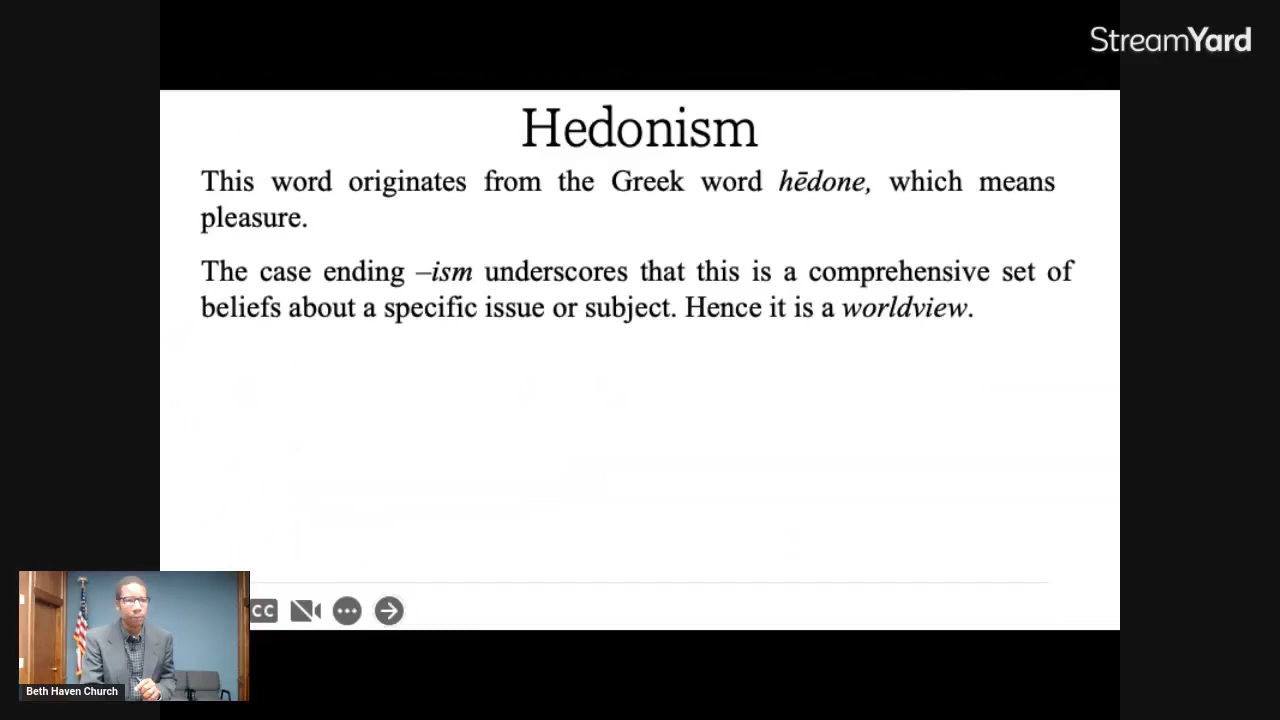 StreamYard
Hedonism
This word originates from the Greek word hēdone, which means
pleasure.
The case ending –ism underscores that this is a comprehensive set of
beliefs about a specific issue or subject. Hence it is a worldview.
CC
Beth Haven Church